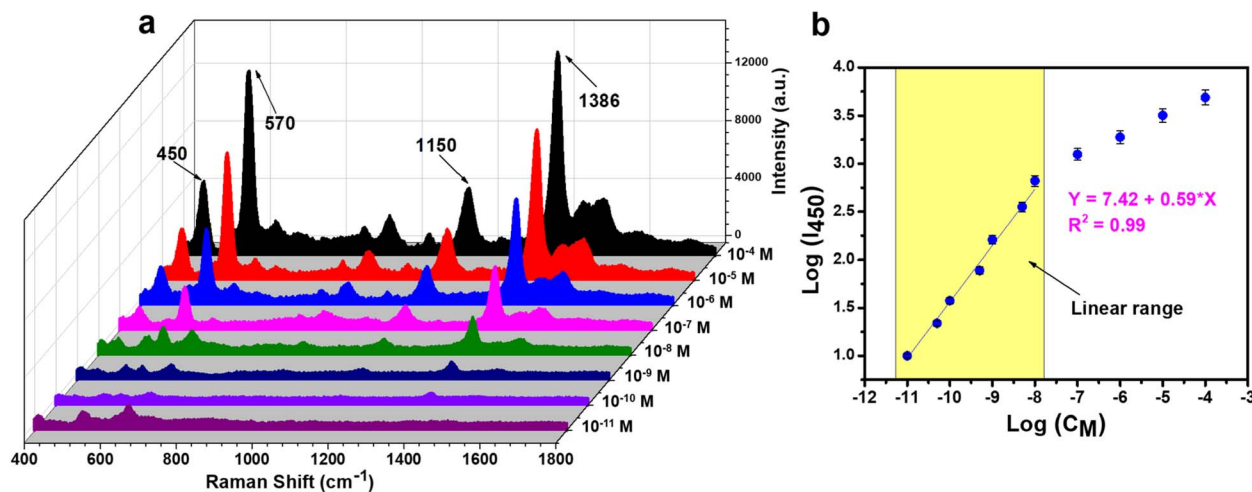 a
450
570
1150
1386
12000
8000
4000
0
Intensity (a.u.)
10-4 M
10-5 M
10-6 M
10-7 M
10-8 M
10-9 M
10-10 M
10-11 M
400 600 800 1000 1200 1400 1600 1800
Raman Shift (cm-1)
b
4.0
3.5
3.0
2.5
2.0
1.5
1.0
Log (I450)
Y = 7.42 + 0.59*X
R2 = 0.99
Linear range
-12 -11 -10 -9 -8 -7 -6 -5 -4 -3
Log (CM)